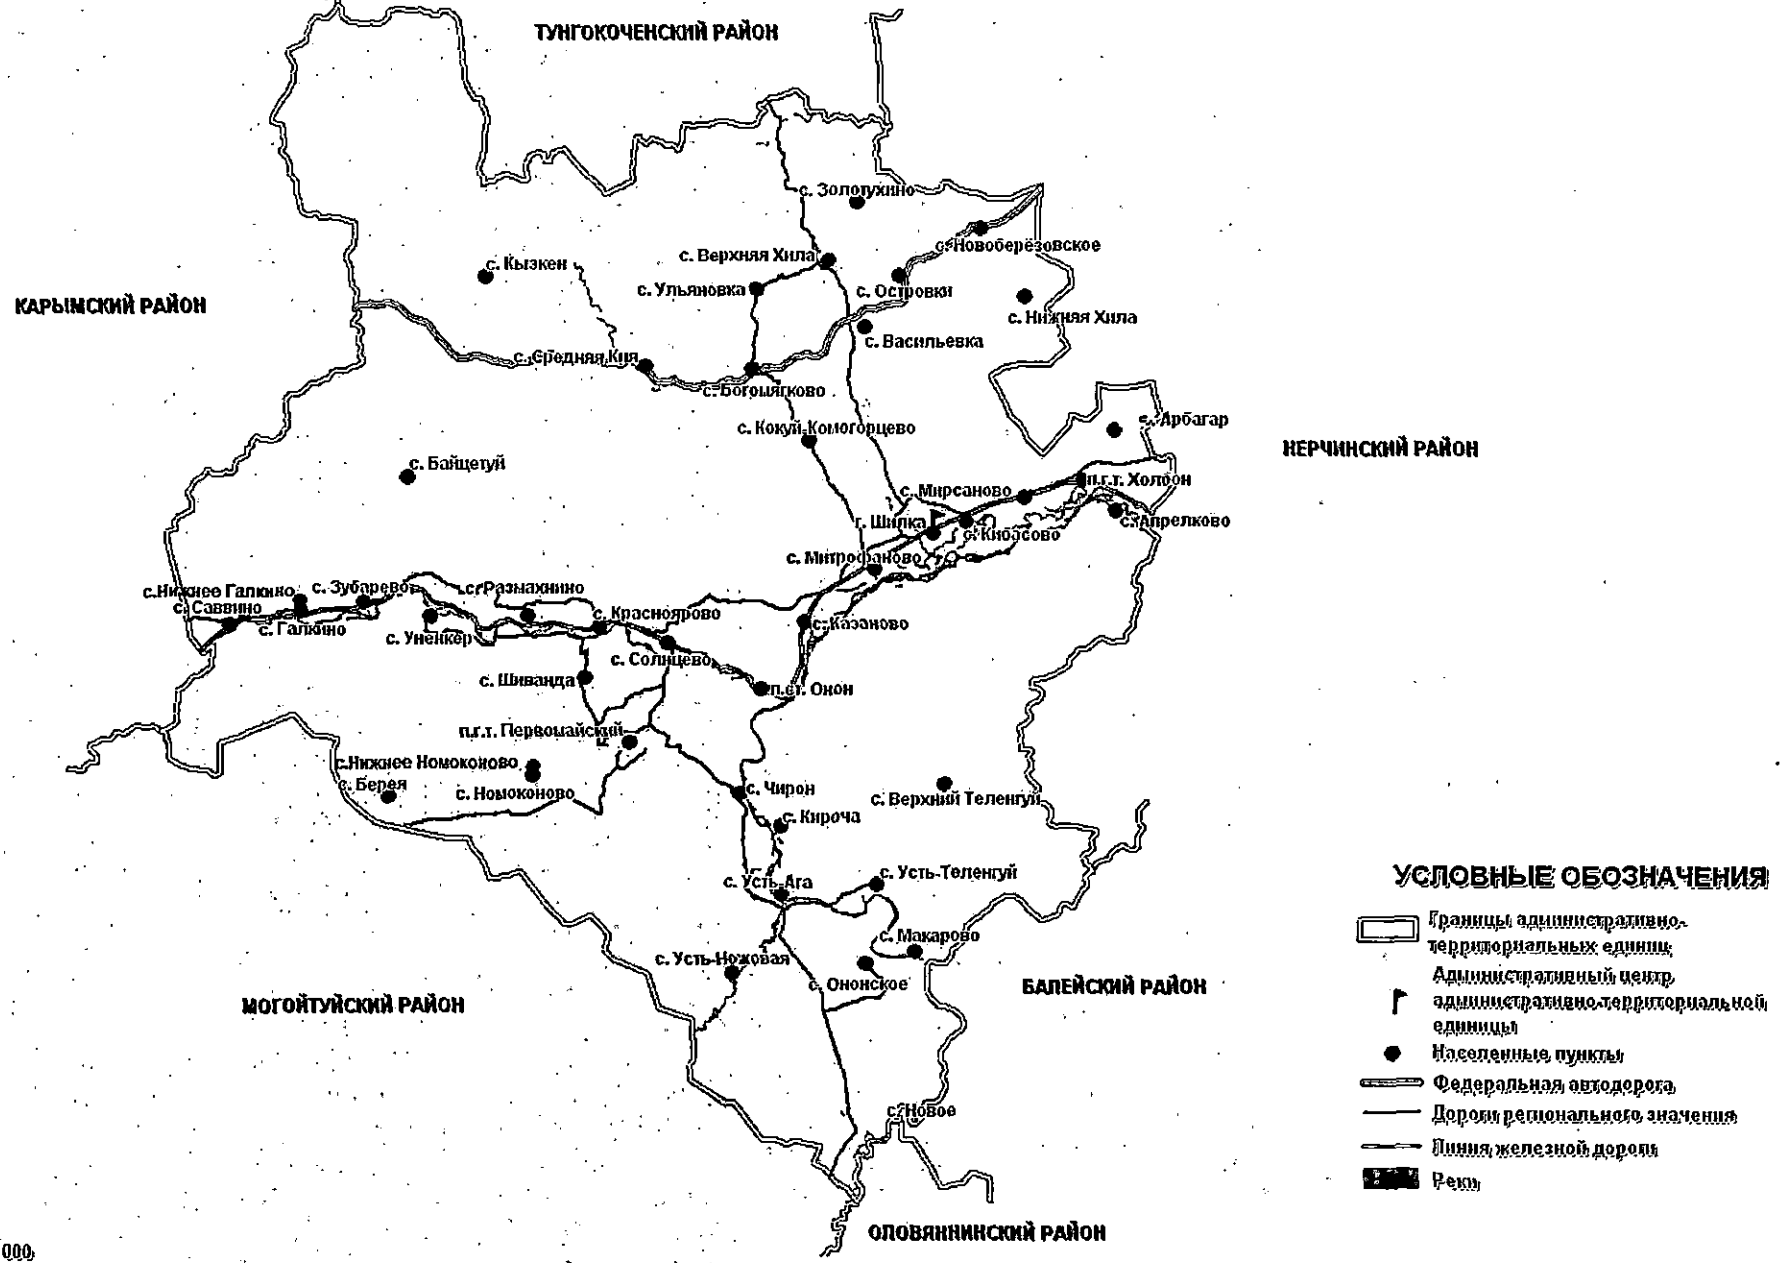 ТУНГОКОЧЕНСКИЙ РАЙОН
с. Золотухино
с. Новоберёзовское
с. Верхняя Хила
с. Кызкен
с. Ульяновка
с. Островки
КАРЫМСКИЙ РАЙОН
с. Нижняя Хила
с. Васильевка
с. Средняя Кия
с. Богомягково
с. Арбагар
с. Кокуй-Комогорцево
НЕРЧИНСКИЙ РАЙОН
с. Байцетуй
п.г.т. Холбон
с. Мирсаново
г. Шилка
с. Апрелково
с. Кибасово
с. Митрофаново
с. Нижнее Галкино
с. Зубарево
с. Размахнино
с. Саввино
с. Красноярово
с. Казаново
с. Галкино
с. Уненкер
с. Солнцево
с. Шиванда
п.ст. Онон
п.г.т. Первомайский
с. Нижнее Номоконово
с. Берея
с. Номоконово
с. Чирон
с. Верхний Теленгуй
с. Кироча
с. Усть-Теленгуй
с. Усть-Ага
с. Макарово
с. Усть-Ножовая
с. Ононское
БАЛЕЙСКИЙ РАЙОН
МОГОЙТУЙСКИЙ РАЙОН
с. Новое
ОЛОВЯННИНСКИЙ РАЙОН
000
УСЛОВНЫЕ ОБОЗНАЧЕНИЯ
Границы административно-
территориальных единиц
Административный центр
административно-территориальной
единицы
Населенные пункты
Федеральная автодорога
Дороги регионального значения
Линия железной дороги
Реки